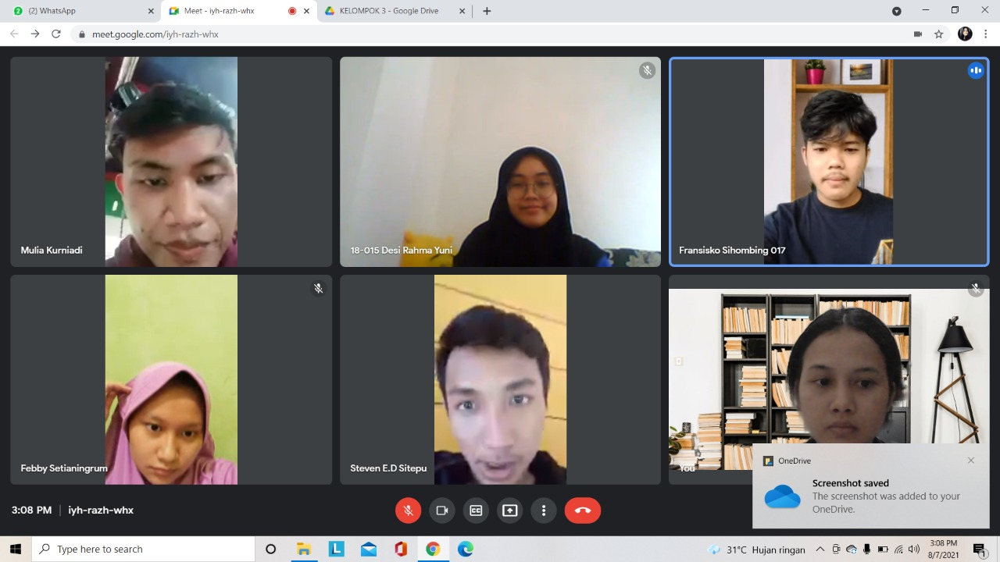 (2) WhatsApp
Meet - iyh-razh-whx
KELOMPOK 3 - Google Drive
meet.google.com/iyh-razh-whx
Mulia Kurniadi
18-015 Desi Rahma Yuni
Fransisko Sihombing 017
Febby Setianingrum
Steven E.D Sitepu
You
OneDrive
Screenshot saved
The screenshot was added to your
OneDrive.
3:08 PM
iyh-razh-whx
Type here to search
31°C Hujan ringan
3:08 PM
8/7/2021